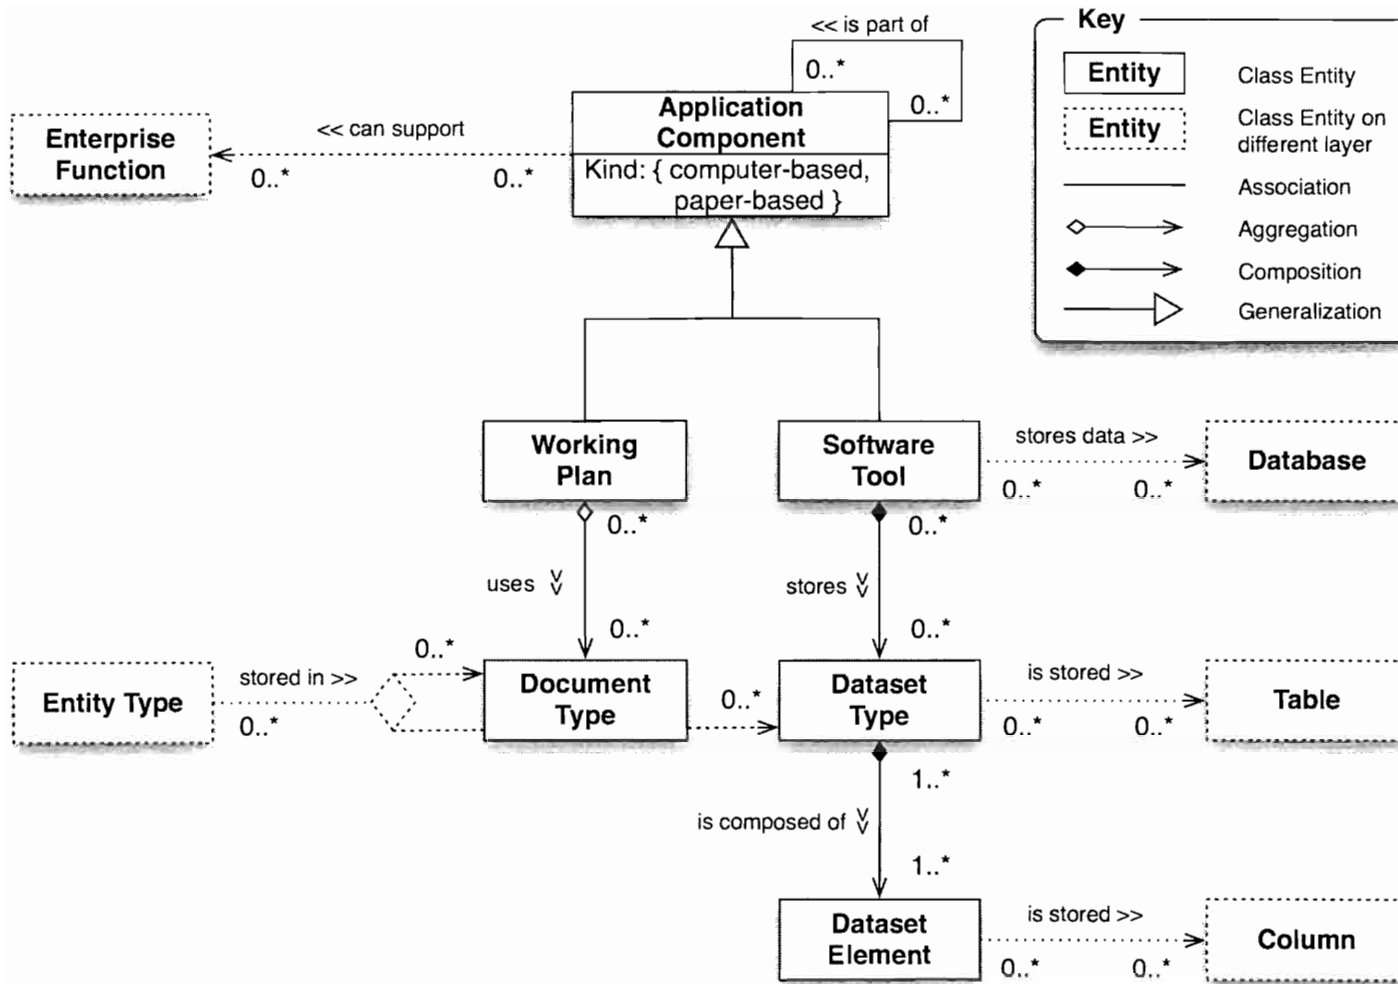 << is part of
0..*
0..*
Application
Component
Kind: { computer-based,
paper-based }
Enterprise
Function
<< can support
0..*
0..*
Key
Entity
Class Entity
Entity
Class Entity on
different layer
Association
Aggregation
Composition
Generalization
Working
Plan
Software
Tool
stores data >>
0..*
0..*
Database
0..*
0..*
uses >>
stores >>
0..*
0..*
0..*
Entity Type
stored in >>
0..*
Document
Type
0..*
Dataset
Type
is stored >>
0..*
0..*
Table
1..*
is composed of >>
1..*
Dataset
Element
is stored >>
0..*
0..*
Column